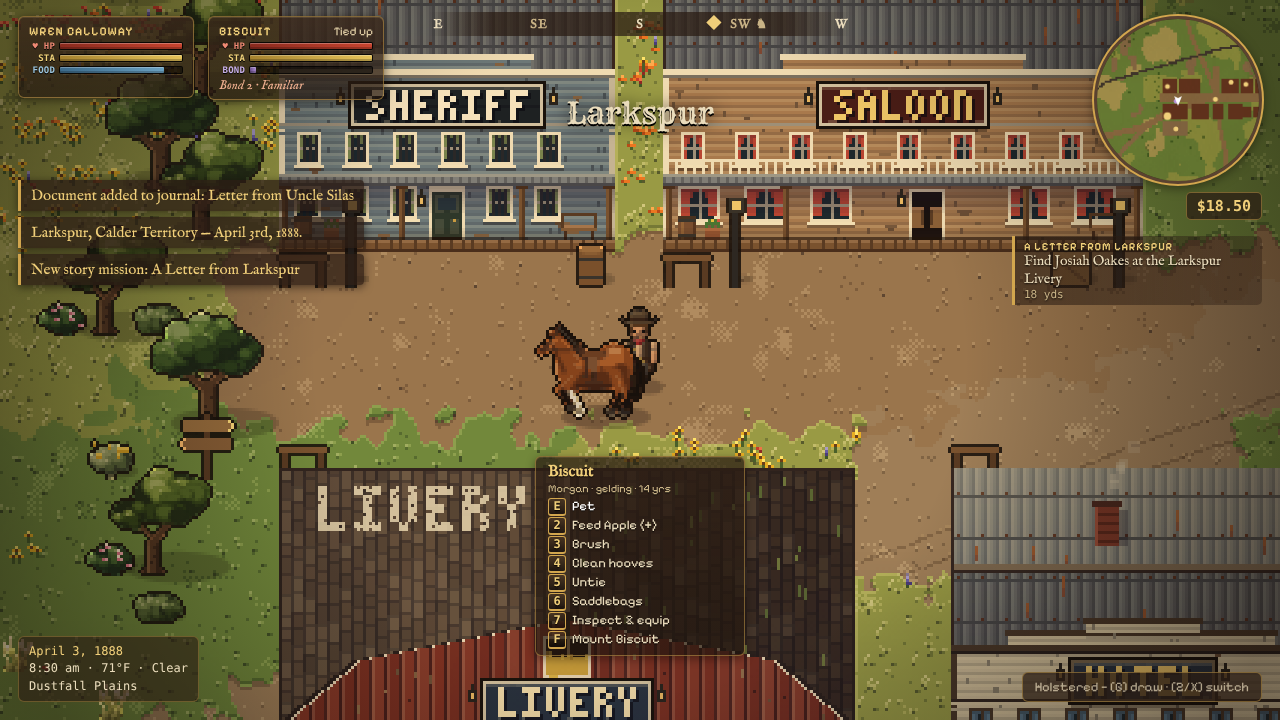 WREN CALLOWAY
HP
STA
FOOD
BISCUIT Tied up
HP
STA
BOND
Bond 2 · Familiar
E SE S SW W
SHERIFF
Larkspur
SALOON
Document added to journal: Letter from Uncle Silas
Larkspur, Calder Territory — April 3rd, 1888.
New story mission: A Letter from Larkspur
$18.50
A LETTER FROM LARKSPUR
Find Josiah Oakes at the Larkspur
Livery
18 yds
LIVERY
Biscuit
Morgan · gelding · 14 yrs
E Pet
2 Feed Apple (+)
3 Brush
4 Clean hooves
5 Untie
6 Saddlebags
7 Inspect & equip
F Mount Biscuit
LIVERY
April 3, 1888
8:30 am · 71°F · Clear
Dustfall Plains
HOTEL
Holstered - (G) draw · (Z/X) switch